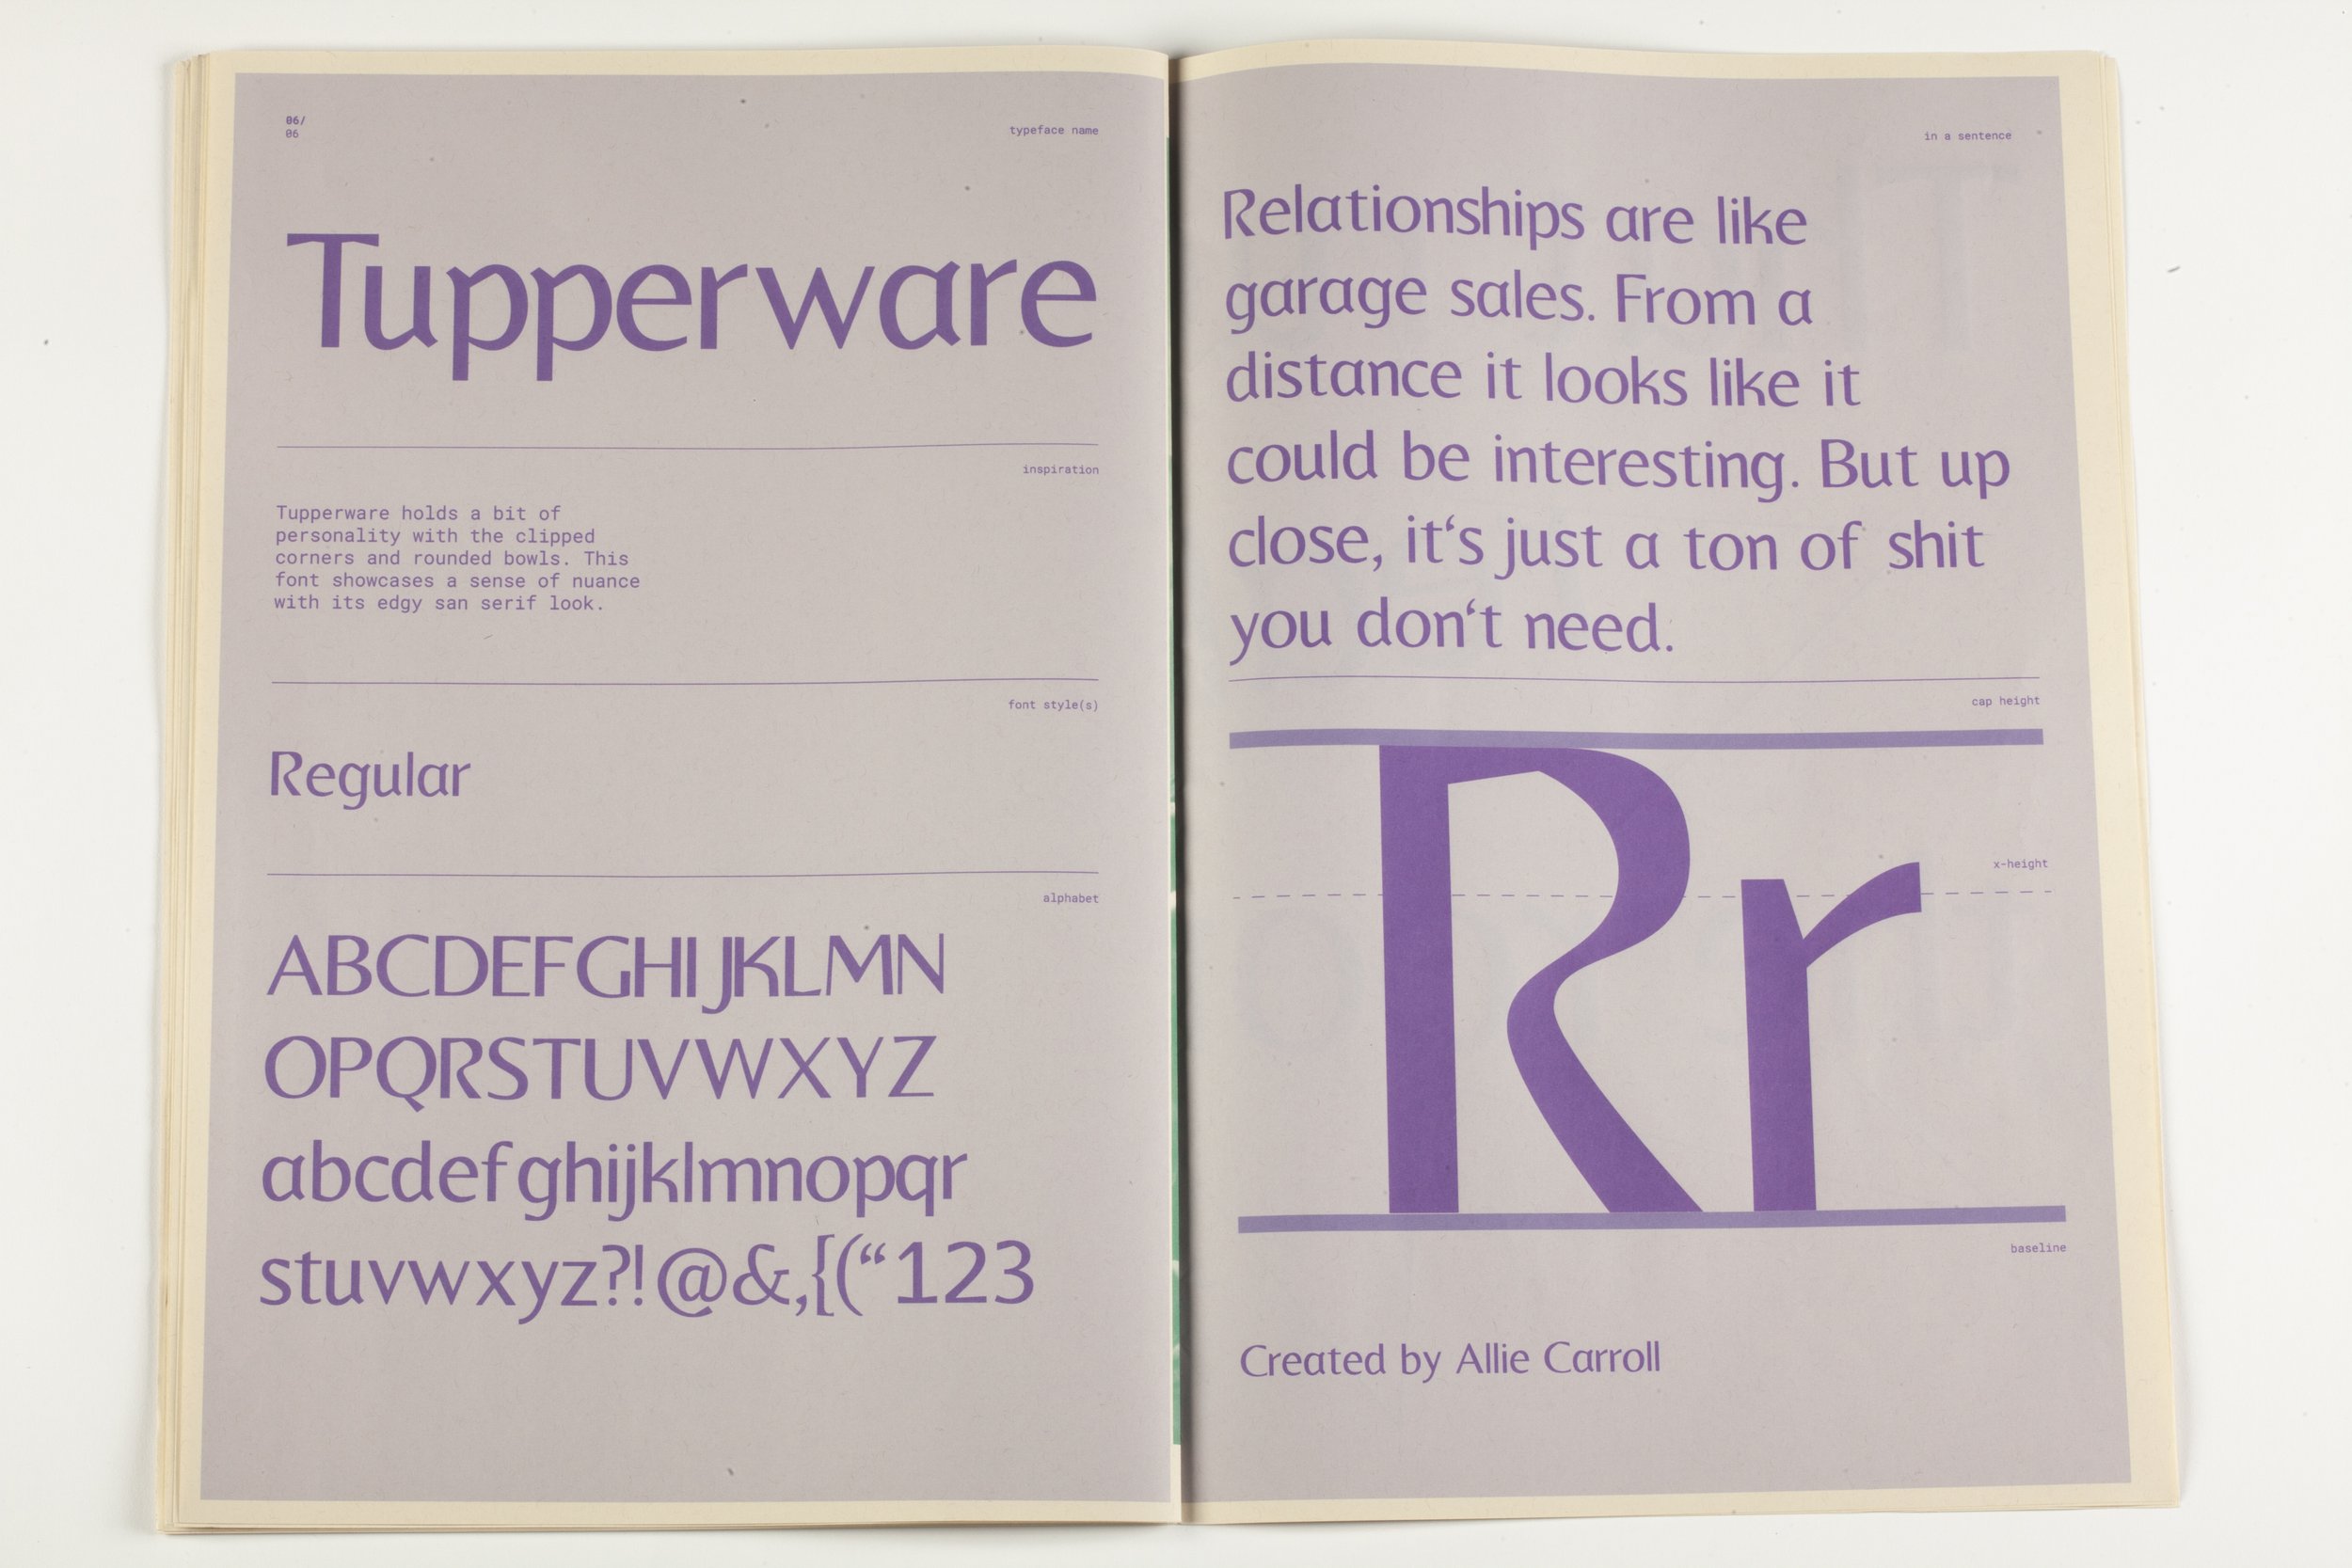 06/
06
typeface name
Tupperware
inspiration
Tupperware holds a bit of
personality with the clipped
corners and rounded bowls. This
font showcases a sense of nuance
with its edgy san serif look.
font style(s)
Regular
alphabet
ABCDEFGHIJKLMN
OPQRSTUVWXYZ
abcdefghijklmnopqr
stuvwxyz?!@&,{(“123
in a sentence
Relationships are like
garage sales. From a
distance it looks like it
could be interesting. But up
close, it‘s just a ton of shit
you don‘t need.
cap height
Rr
x-height
baseline
Created by Allie Carroll